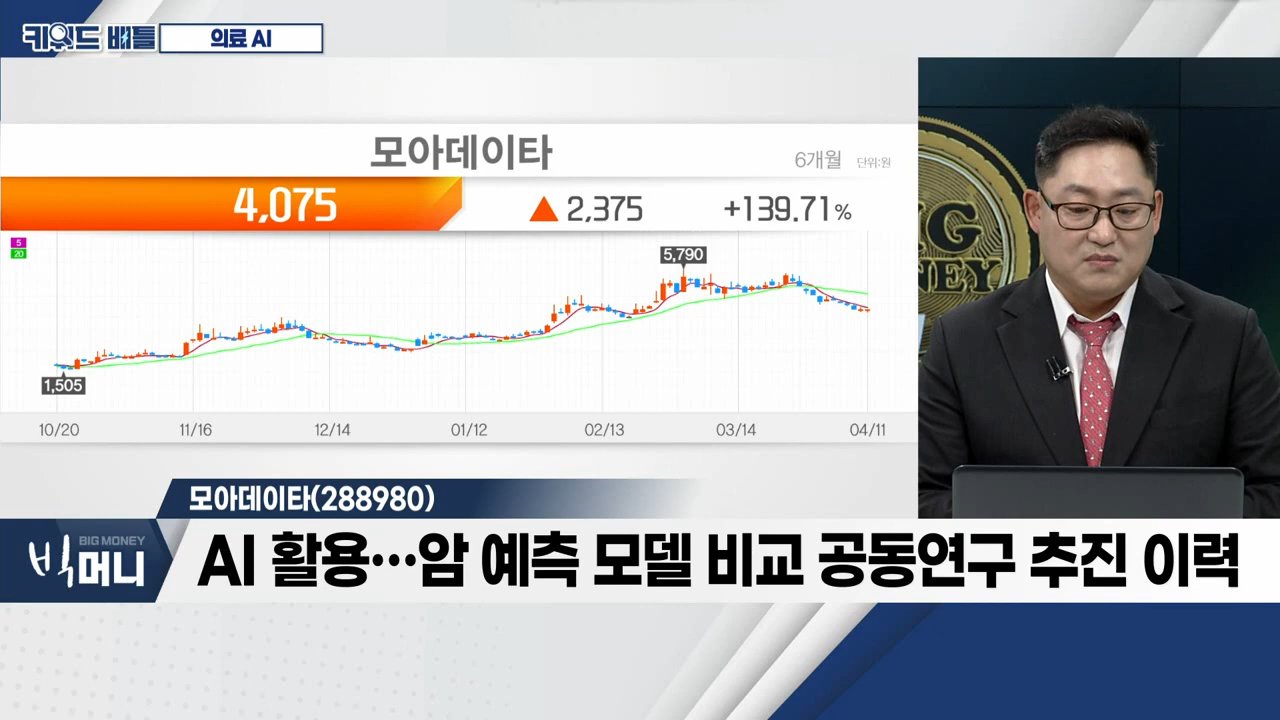 키워드 배틀
의료 AI
모아데이타
6개월 단위:원
4,075 ▲ 2,375 +139.71%
5
20
5,790
1,505
10/20 11/16 12/14 01/12 02/13 03/14 04/11
모아데이타(288980)
BIG MONEY
빅머니
AI 활용…암 예측 모델 비교 공동연구 추진 이력